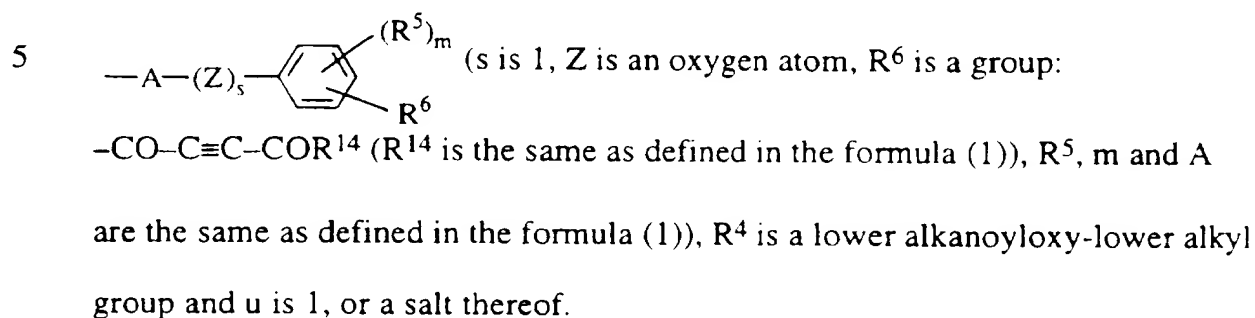 5 —A—(Z)ₛ— (R⁵)ₘ (s is 1, Z is an oxygen atom, R⁶ is a group:
R⁶
–CO–C≡C–COR¹⁴ (R¹⁴ is the same as defined in the formula (1)), R⁵, m and A
are the same as defined in the formula (1)), R⁴ is a lower alkanoyloxy-lower alkyl
group and u is 1, or a salt thereof.